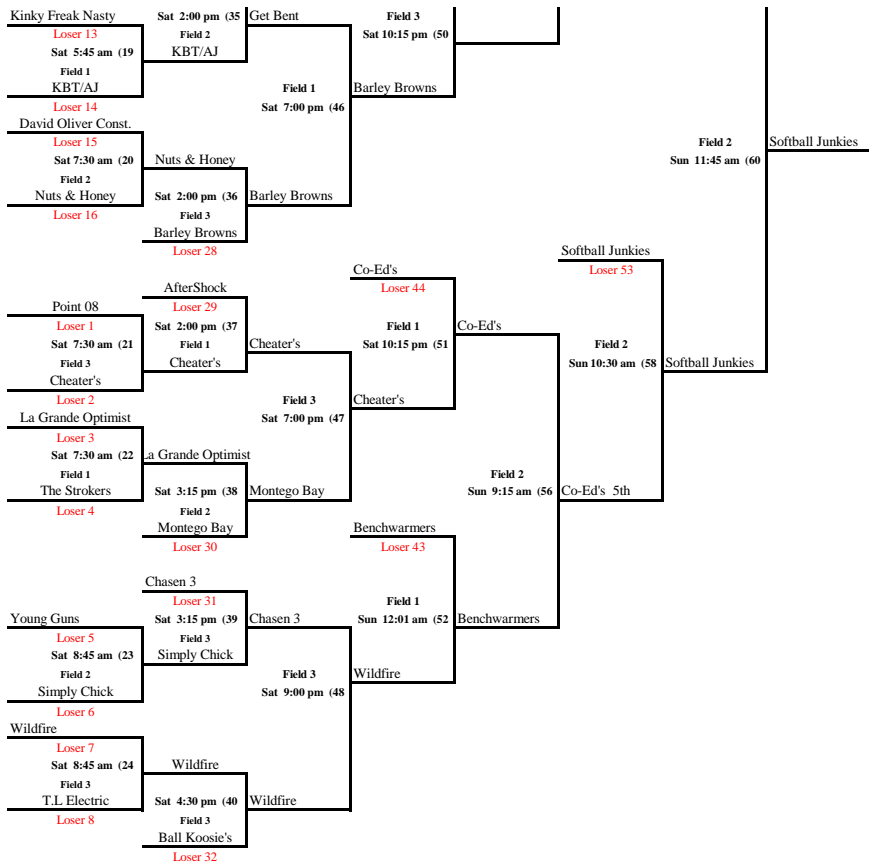 Kinky Freak Nasty
Sat 2:00 pm (35
Get Bent
Field 3
Loser 13
Field 2
Sat 10:15 pm (50
Sat 5:45 am (19
KBT/AJ
Field 1
KBT/AJ
Field 1
Barley Browns
Loser 14
Sat 7:00 pm (46
David Oliver Const.
Loser 15
Field 2
Softball Junkies
Sat 7:30 am (20
Nuts & Honey
Sun 11:45 am (60
Field 2
Nuts & Honey
Sat 2:00 pm (36
Barley Browns
Loser 16
Field 3
Barley Browns
Loser 28
Softball Junkies
Co-Ed's
Loser 53
AfterShock
Loser 44
Point 08
Loser 29
Loser 1
Sat 2:00 pm (37
Field 1
Co-Ed's
Sat 7:30 am (21
Field 1
Cheater's
Sat 10:15 pm (51
Field 2
Field 3
Cheater's
Sun 10:30 am (58
Softball Junkies
Cheater's
Loser 2
Field 3
Cheater's
La Grande Optimist
Sat 7:00 pm (47
Loser 3
Sat 7:30 am (22
La Grande Optimist
Field 1
Field 2
The Strokers
Sat 3:15 pm (38
Montego Bay
Sun 9:15 am (56
Co-Ed's 5th
Loser 4
Field 2
Montego Bay
Benchwarmers
Loser 30
Loser 43
Chasen 3
Loser 31
Field 1
Young Guns
Sat 3:15 pm (39
Chasen 3
Sun 12:01 am (52
Benchwarmers
Loser 5
Field 3
Sat 8:45 am (23
Simply Chick
Field 2
Field 3
Wildfire
Simply Chick
Sat 9:00 pm (48
Loser 6
Wildfire
Loser 7
Sat 8:45 am (24
Wildfire
Field 3
T.L Electric
Sat 4:30 pm (40
Wildfire
Loser 8
Field 3
Ball Koosie's
Loser 32